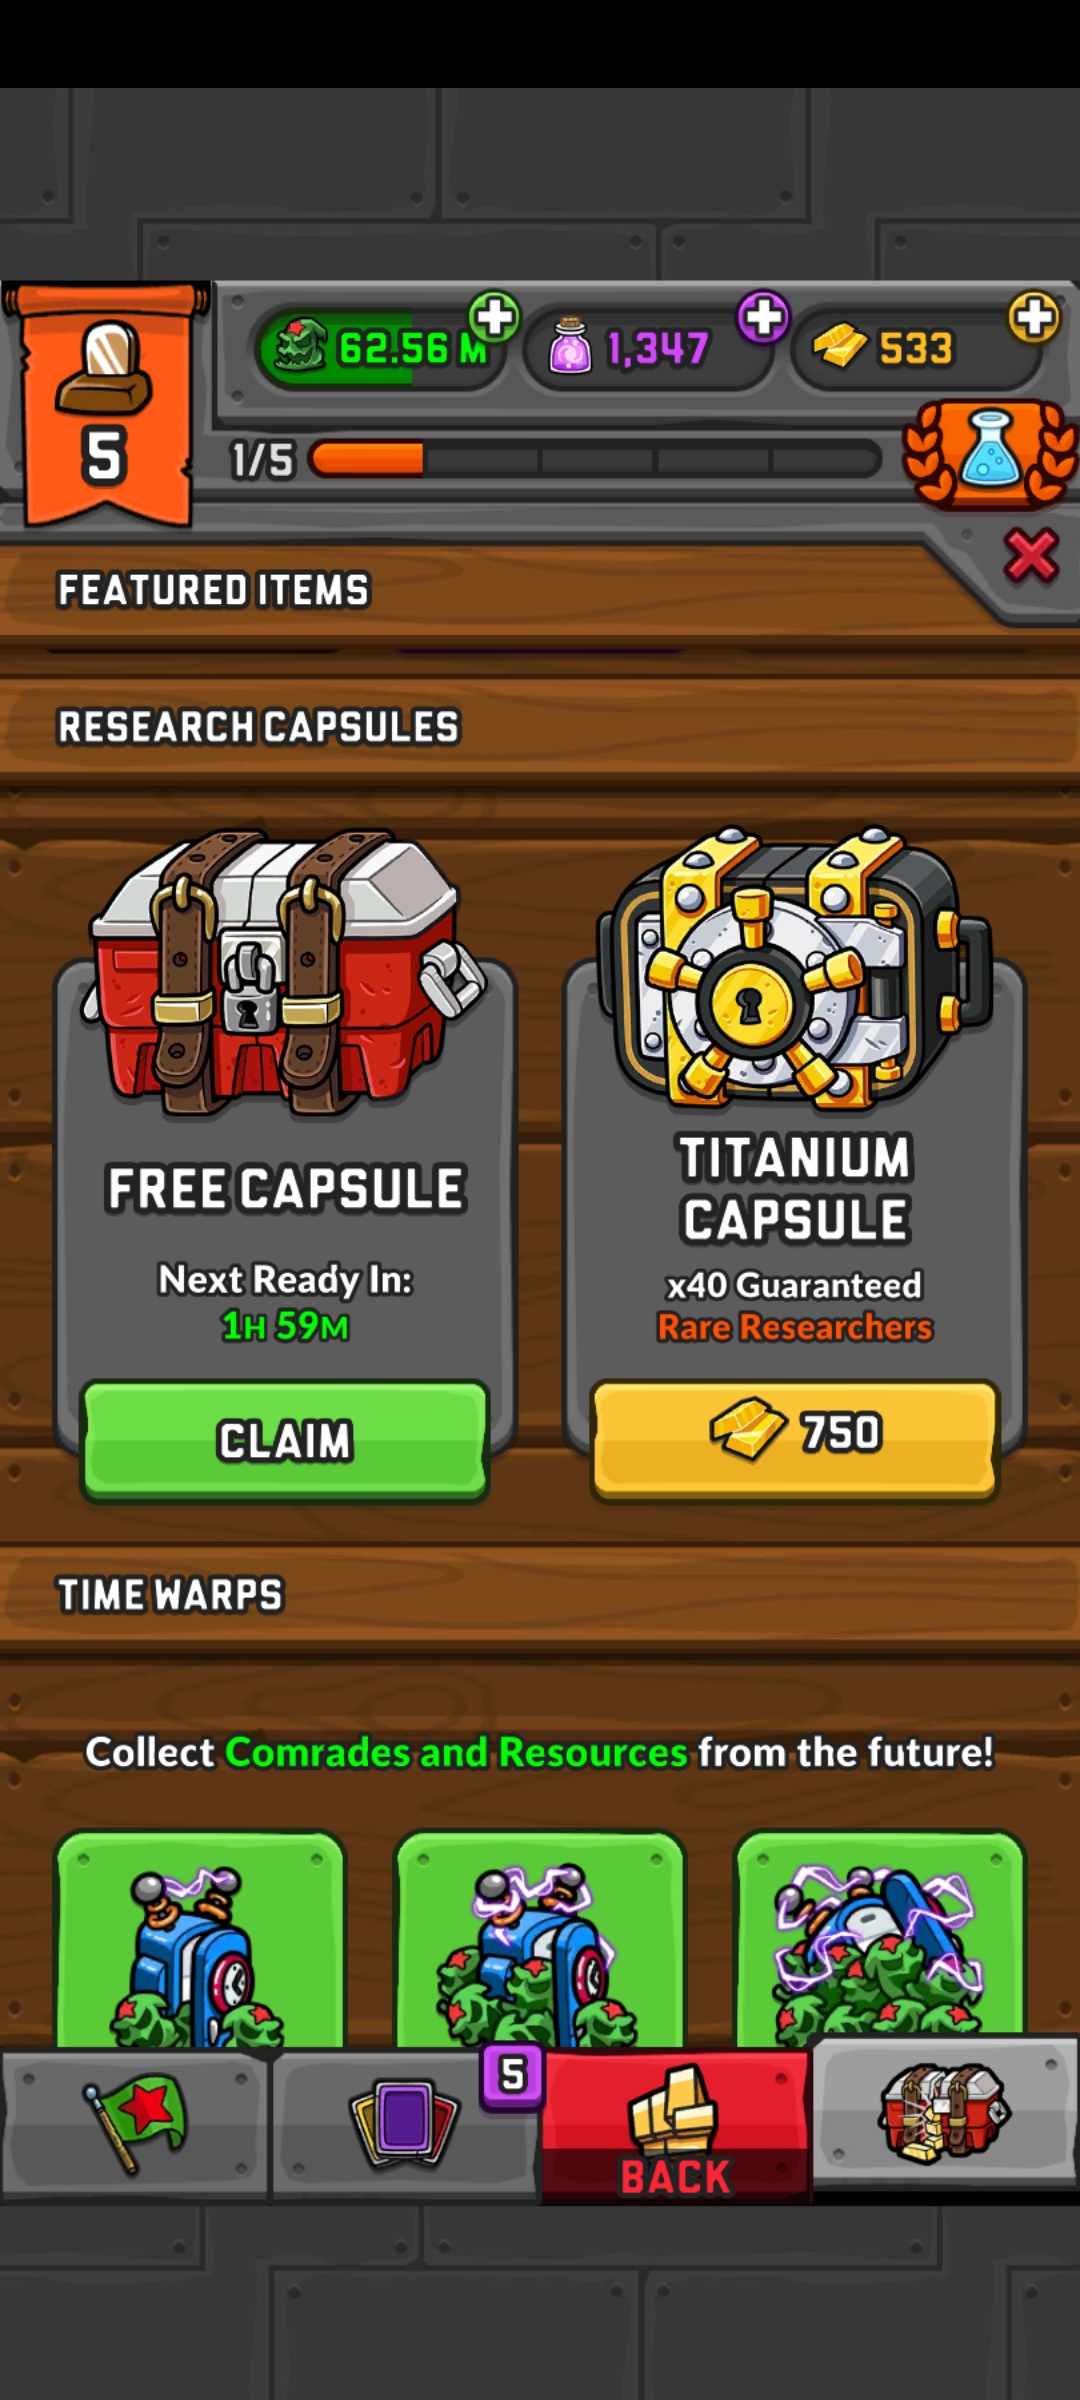 62.56 M
1,347
533
5
1/5
FEATURED ITEMS
RESEARCH CAPSULES
FREE CAPSULE
Next Ready In:
1H 59M
CLAIM
TITANIUM
CAPSULE
x40 Guaranteed
Rare Researchers
750
TIME WARPS
Collect Comrades and Resources from the future!
5
BACK